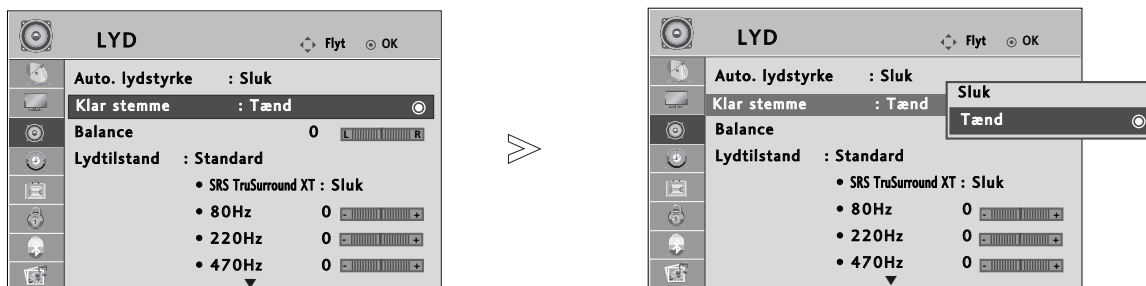 LYD
Flyt
OK
Auto. lydstyrke : Sluk
Klar stemme : Tænd
Balance 0 L R
Lydtilstand : Standard
• SRS TruSurround XT : Sluk
• 80Hz 0 - +
• 220Hz 0 - +
• 470Hz 0 - +
LYD
Flyt
OK
Auto. lydstyrke : Sluk
Klar stemme : Tænd
Sluk
Tænd
Balance
Lydtilstand : Standard
• SRS TruSurround XT : Sluk
• 80Hz 0 - +
• 220Hz 0 - +
• 470Hz 0 - +